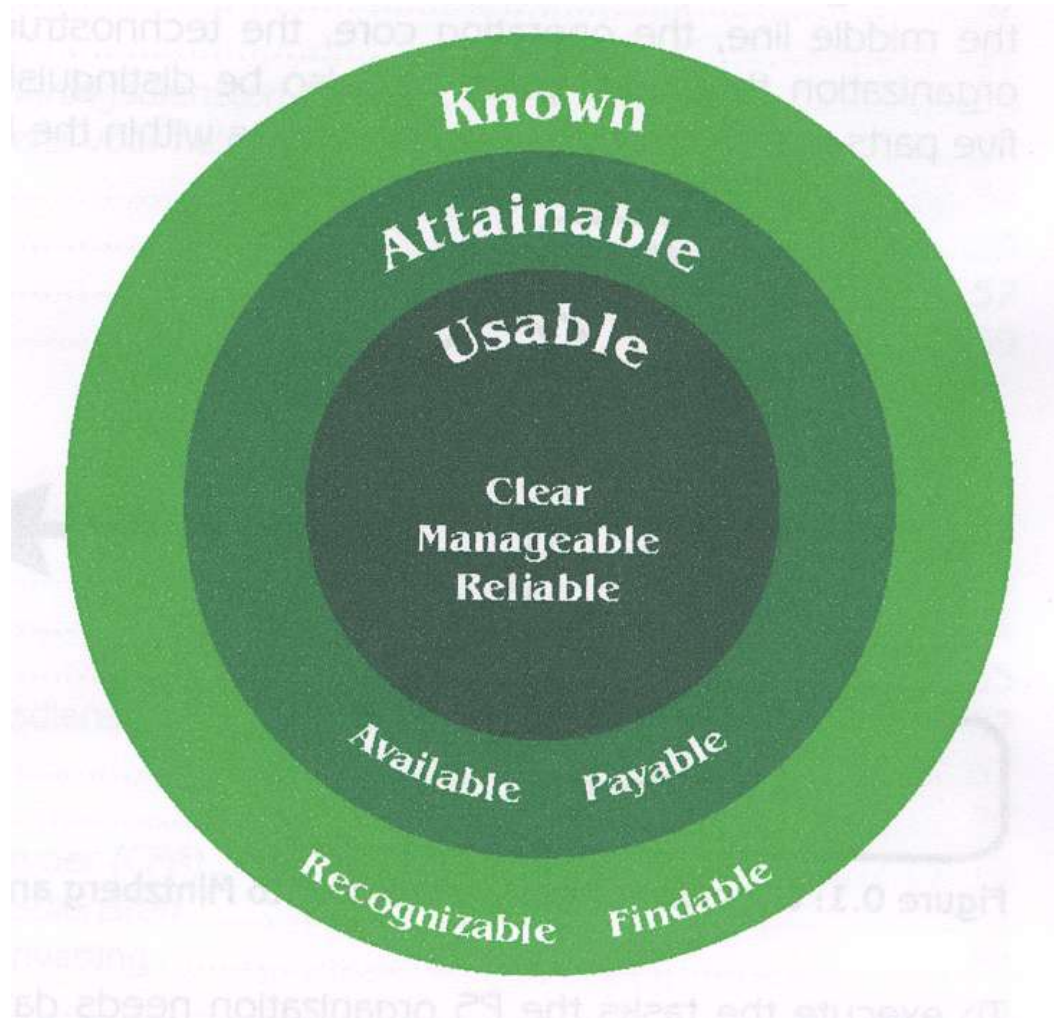 Known
Attainable
Usable
Clear
Manageable
Reliable
Available Payable
Recognizable Findable